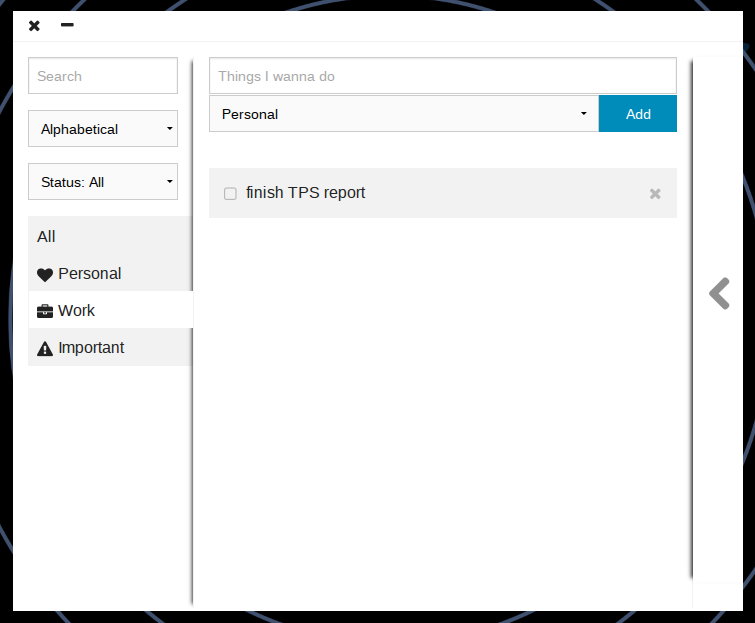 Search
Alphabetical
Status: All
All
Personal
Work
Important
Things I wanna do
Personal
Add
finish TPS report